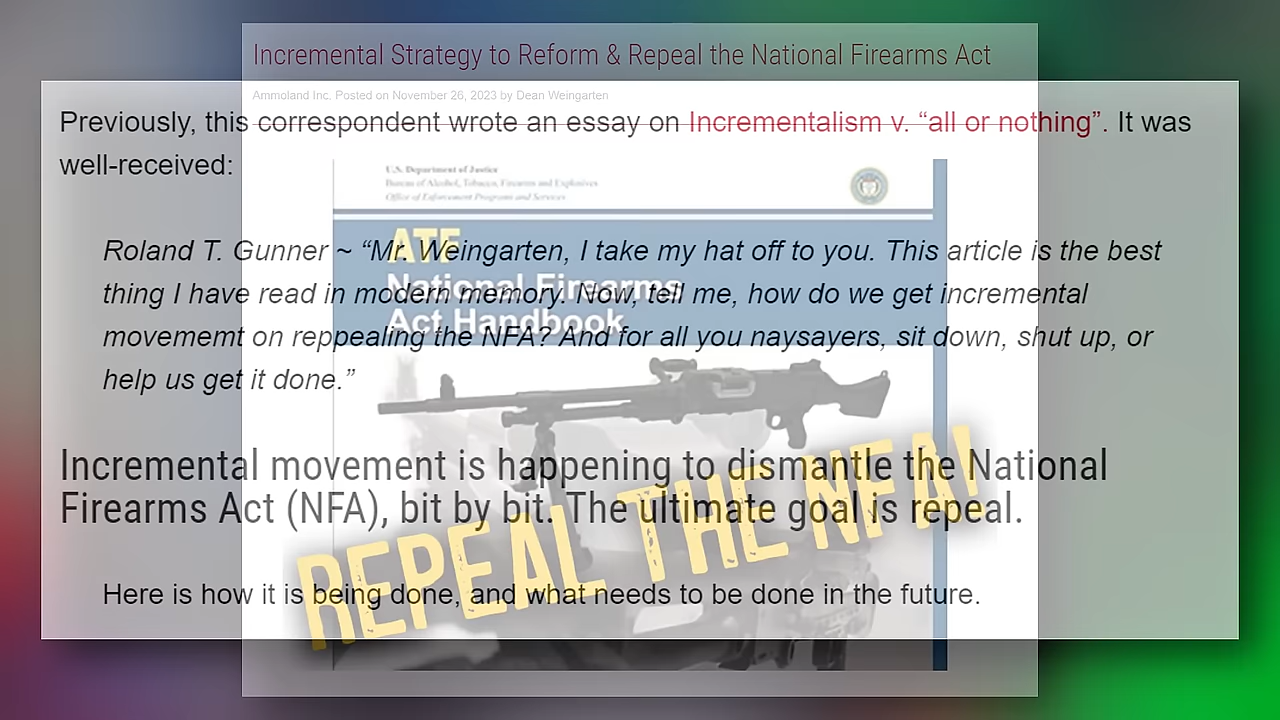 Incremental Strategy to Reform & Repeal the National Firearms Act
Ammoland Inc. Posted on November 26, 2023 by Dean Weingarten
Previously, this correspondent wrote an essay on Incrementalism v. “all or nothing”. It was
well-received:
U.S. Department of Justice
Bureau of Alcohol, Tobacco, Firearms and Explosives
Office of Enforcement Programs and Services
ATF
National Firearms
Act Handbook
Roland T. Gunner ~ “Mr. Weingarten, I take my hat off to you. This article is the best
thing I have read in modern memory. Now, tell me, how do we get incremental
movememt on reppealing the NFA? And for all you naysayers, sit down, shut up, or
help us get it done.”
Incremental movement is happening to dismantle the National
Firearms Act (NFA), bit by bit. The ultimate goal is repeal.
REPEAL THE NFA!
Here is how it is being done, and what needs to be done in the future.